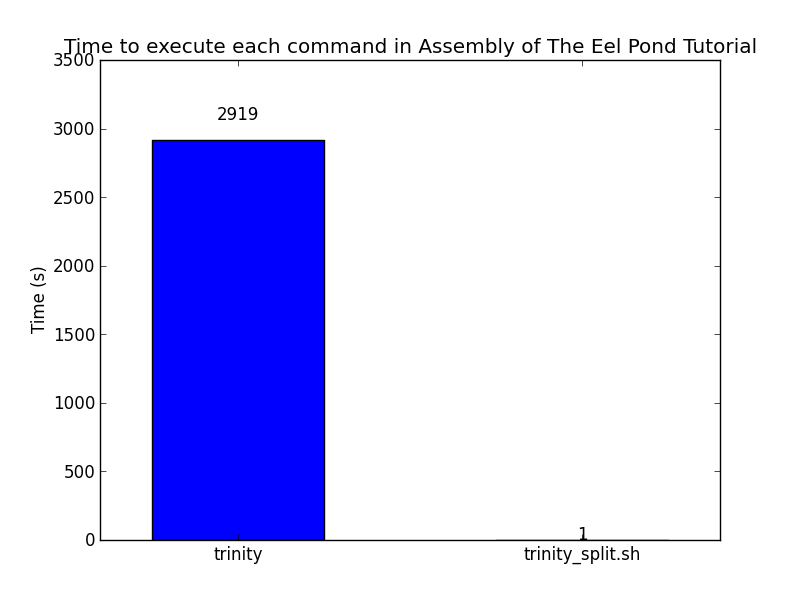 Time to execute each command in Assembly of The Eel Pond Tutorial
3500
3000
2500
2000
1500
1000
500
0
Time (s)
2919
1
trinity
trinity_split.sh